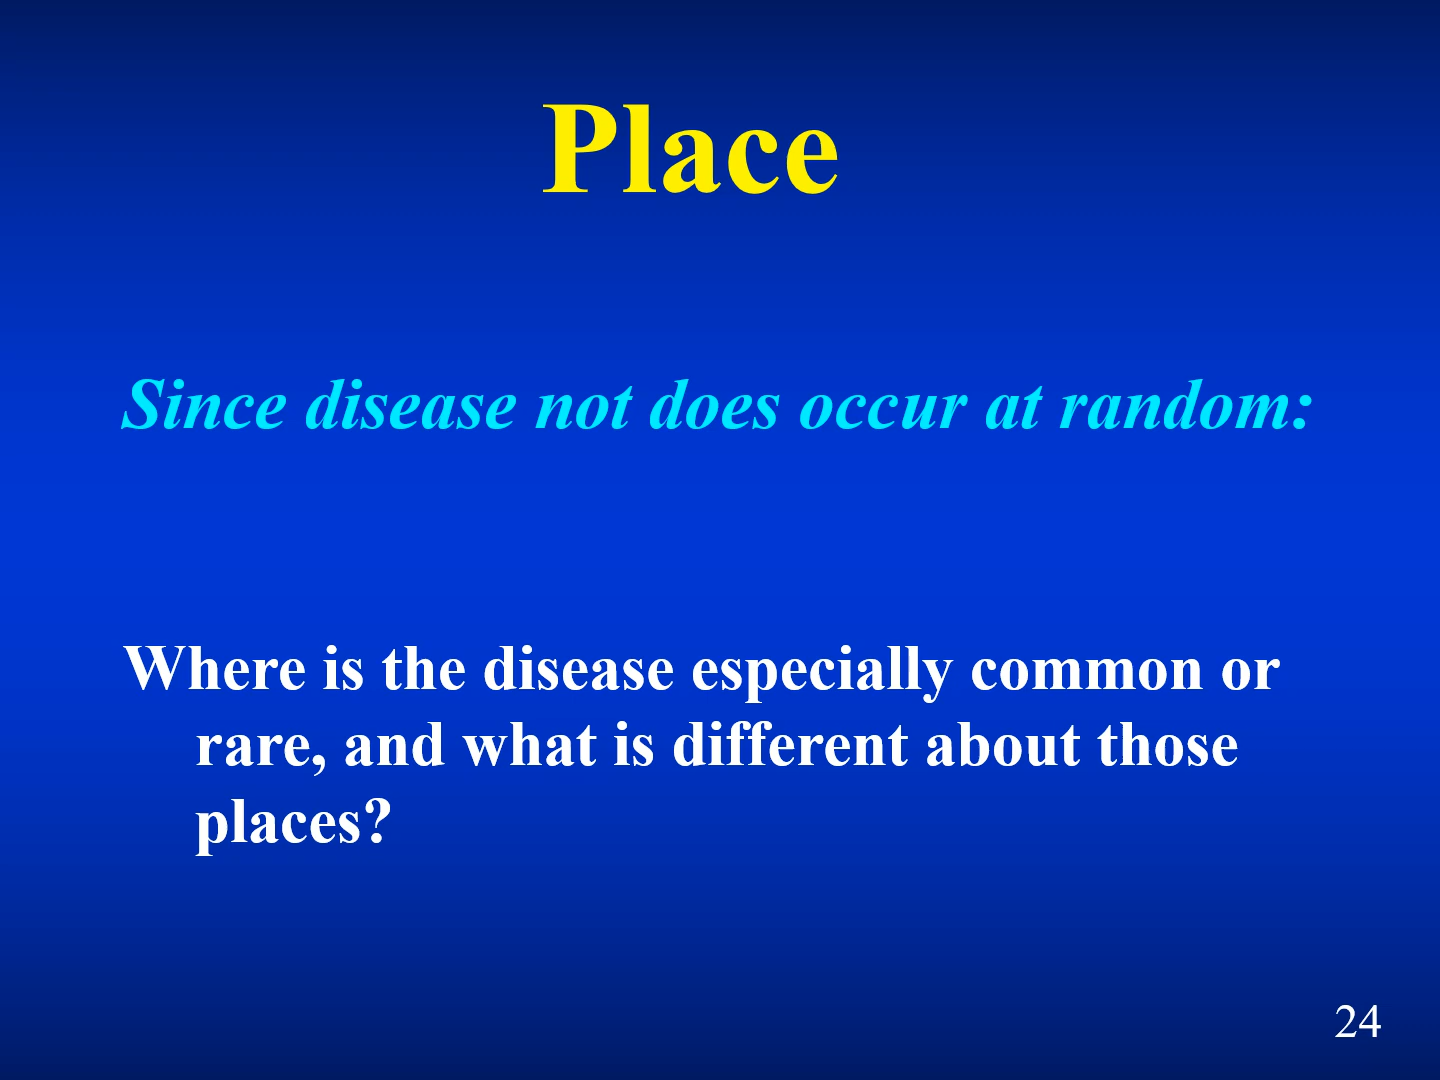 Place
Since disease not does occur at random:
Where is the disease especially common or
rare, and what is different about those
places?
24